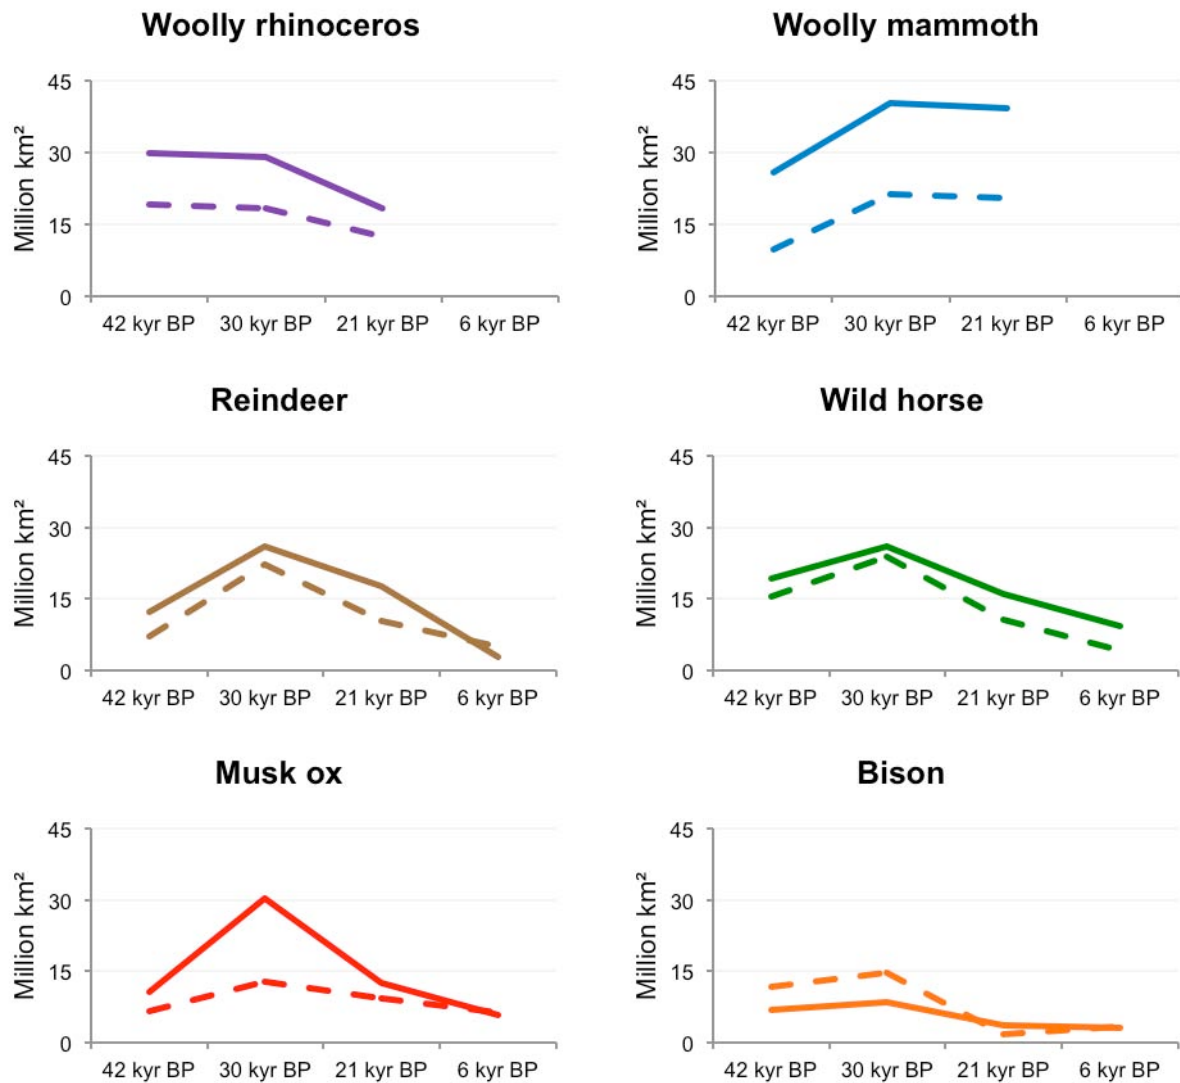 Woolly rhinoceros
Million km²
45
30
15
0
42 kyr BP 30 kyr BP 21 kyr BP 6 kyr BP
Woolly mammoth
Million km²
45
30
15
0
42 kyr BP 30 kyr BP 21 kyr BP 6 kyr BP
Reindeer
Million km²
45
30
15
0
42 kyr BP 30 kyr BP 21 kyr BP 6 kyr BP
Wild horse
Million km²
45
30
15
0
42 kyr BP 30 kyr BP 21 kyr BP 6 kyr BP
Musk ox
Million km²
45
30
15
0
42 kyr BP 30 kyr BP 21 kyr BP 6 kyr BP
Bison
Million km²
45
30
15
0
42 kyr BP 30 kyr BP 21 kyr BP 6 kyr BP